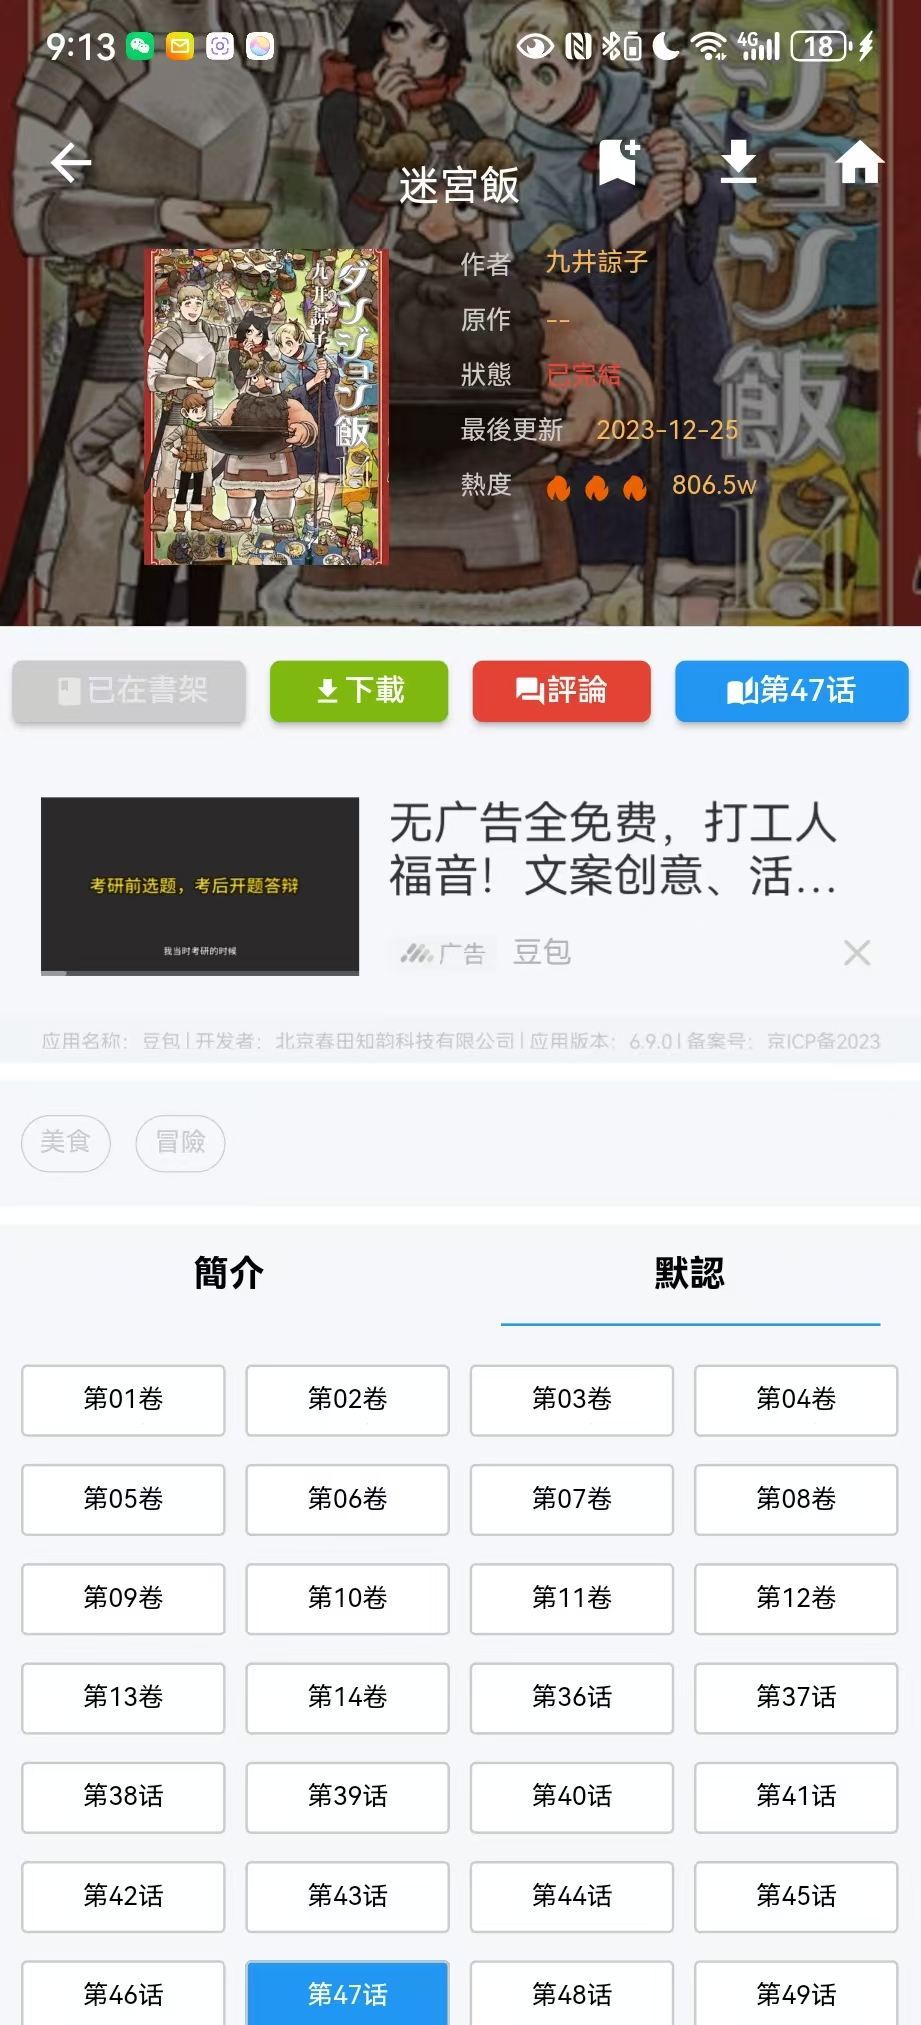 9:13
4G
18
迷宮飯
作者 九井諒子
原作 --
狀態 已完結
最後更新 2023-12-25
熱度 806.5w
ダンジョン飯
九井諒子
14
已在書架
下載
評論
第47话
考研前选题，考后开题答辩
我当时考研的时候
无广告全免费，打工人
福音！文案创意、活...
广告 豆包
应用名称：豆包 | 开发者：北京春田知韵科技有限公司 | 应用版本：6.9.0 | 备案号：京ICP备2023
美食
冒險
簡介
默認
第01卷 第02卷 第03卷 第04卷
第05卷 第06卷 第07卷 第08卷
第09卷 第10卷 第11卷 第12卷
第13卷 第14卷 第36话 第37话
第38话 第39话 第40话 第41话
第42话 第43话 第44话 第45话
第46话 第47话 第48话 第49话